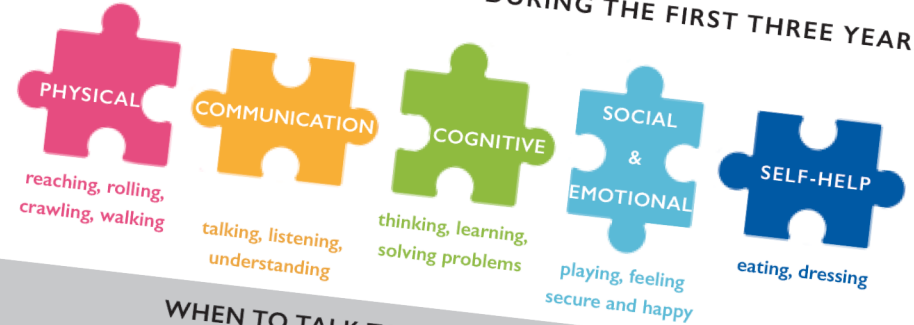 DURING THE FIRST THREE YEAR
PHYSICAL
reaching, rolling,
crawling, walking
COMMUNICATION
talking, listening,
understanding
COGNITIVE
thinking, learning,
solving problems
SOCIAL
&
EMOTIONAL
playing, feeling
secure and happy
SELF-HELP
eating, dressing
WHEN TO TALK